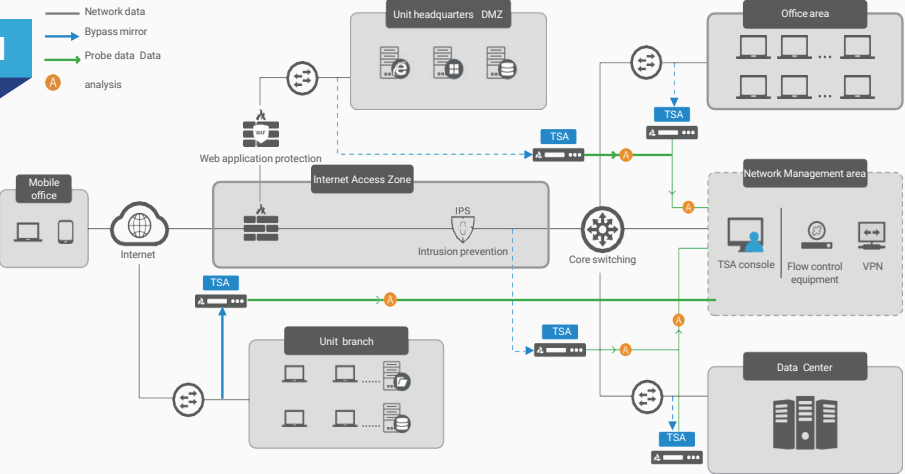 Network data
Bypass mirror
Probe data Data
A
analysis
Unit headquarters DMZ
Office area
WAF
Web application protection
TSA
TSA
A
Internet Access Zone
Network Management area
Mobile
office
IPS
A
Internet
Intrusion prevention
Core switching
TSA console
Flow control
equipment
VPN
TSA
A
A
TSA
A
Unit branch
Data Center
TSA